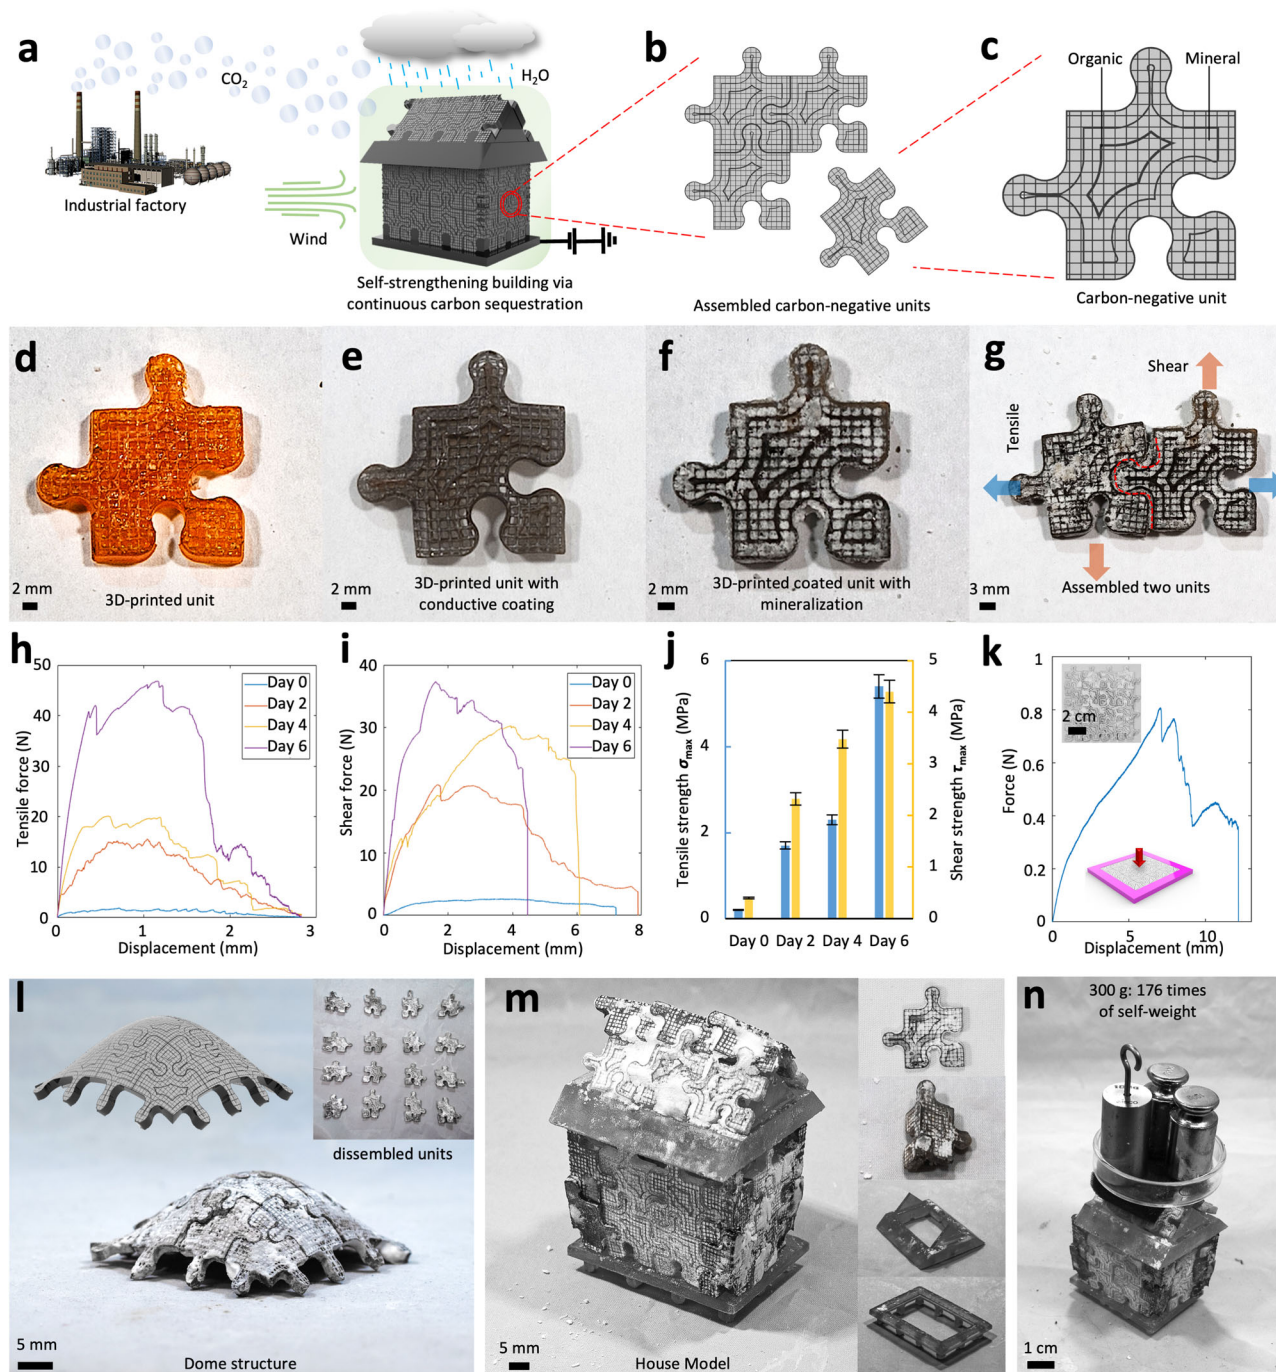 a
CO2
H2O
Industrial factory
Wind
Self-strengthening building via
continuous carbon sequestration
b
Assembled carbon-negative units
c
Organic
Mineral
Carbon-negative unit
d
2 mm
3D-printed unit
e
2 mm
3D-printed unit with
conductive coating
f
2 mm
3D-printed coated unit with
mineralization
g
Shear
Tensile
3 mm
Assembled two units
h
50
40
30
20
10
0
Tensile force (N)
Day 0
Day 2
Day 4
Day 6
0
1
2
3
Displacement (mm)
i
40
30
20
10
0
Shear force (N)
Day 0
Day 2
Day 4
Day 6
0
2
4
6
8
Displacement (mm)
j
6
4
2
0
Tensile strength σmax (MPa)
5
4
3
2
1
0
Shear strength τmax (MPa)
Day 0
Day 2
Day 4
Day 6
k
1
0.8
0.6
0.4
0.2
0
Force (N)
2 cm
0
5
10
Displacement (mm)
l
dissembled units
5 mm
Dome structure
m
5 mm
House Model
n
300 g: 176 times
of self-weight
1 cm